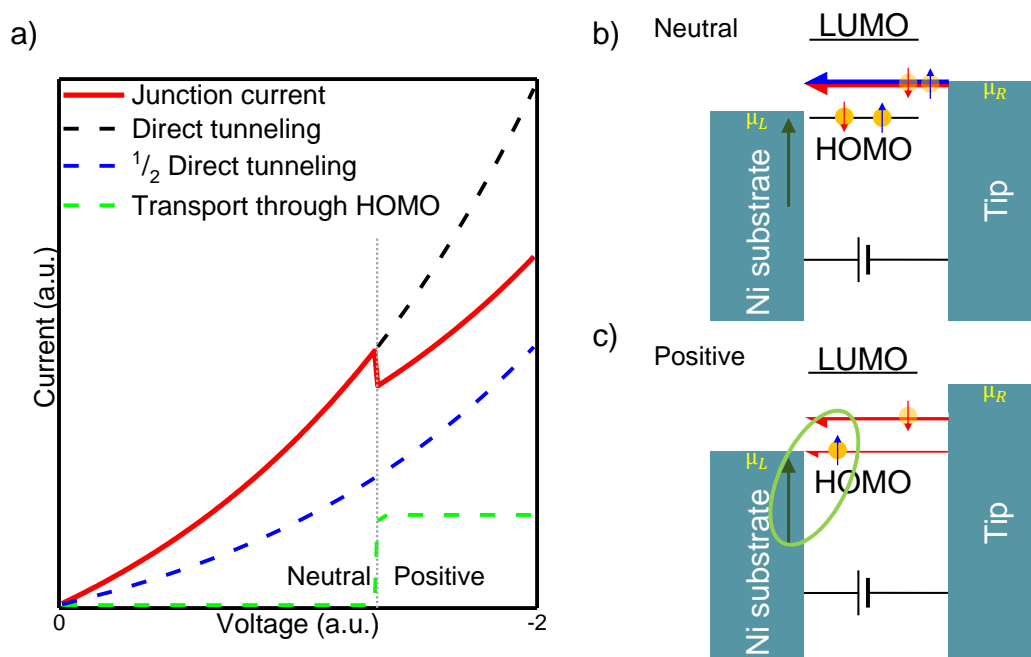 a)
Junction current
Direct tunneling
1/2 Direct tunneling
Transport through HOMO
Neutral
Positive
Current (a.u.)
0
Voltage (a.u.)
-2
b)
Neutral
LUMO
μL
μR
HOMO
Ni substrate
Tip
c)
Positive
LUMO
μR
μL
HOMO
Ni substrate
Tip